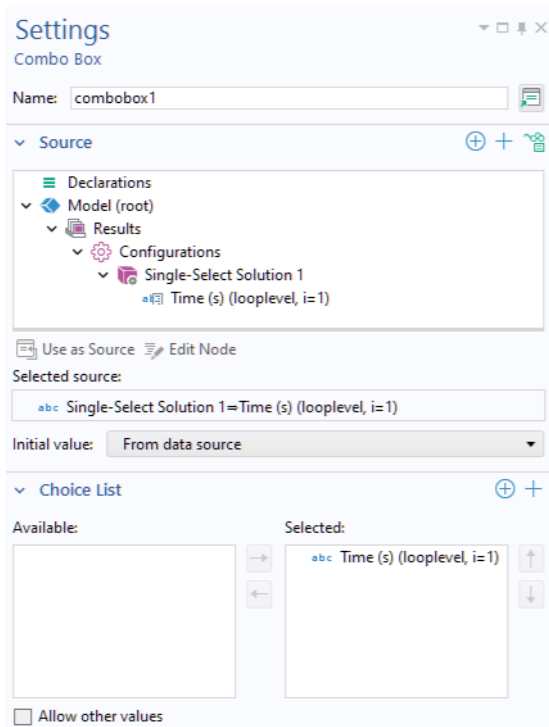 Settings
Combo Box
Name: combobox1
Source
Declarations
Model (root)
Results
Configurations
Single-Select Solution 1
Time (s) (looplevel, i=1)
Use as Source Edit Node
Selected source:
abc Single-Select Solution 1⇒Time (s) (looplevel, i=1)
Initial value: From data source
Choice List
Available: Selected:
abc Time (s) (looplevel, i=1)
Allow other values